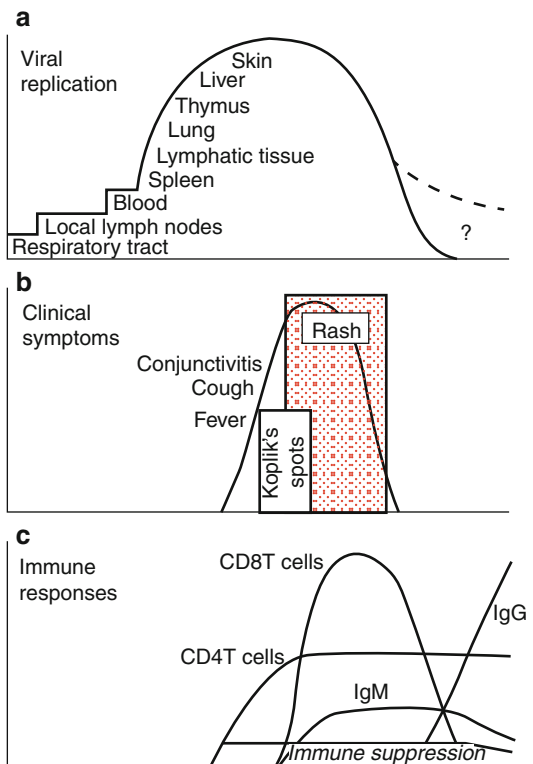 a
Viral
replication
Skin
Liver
Thymus
Lung
Lymphatic tissue
Spleen
Blood
Local lymph nodes
Respiratory tract
?
b
Clinical
symptoms
Rash
Conjunctivitis
Cough
Fever
Koplik's
spots
c
Immune
responses
CD8T cells
IgG
CD4T cells
IgM
Immune suppression